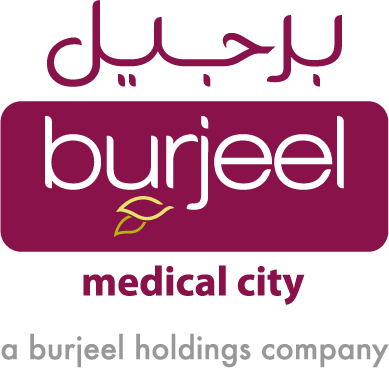 برجيل
burjeel
medical city
a burjeel holdings company